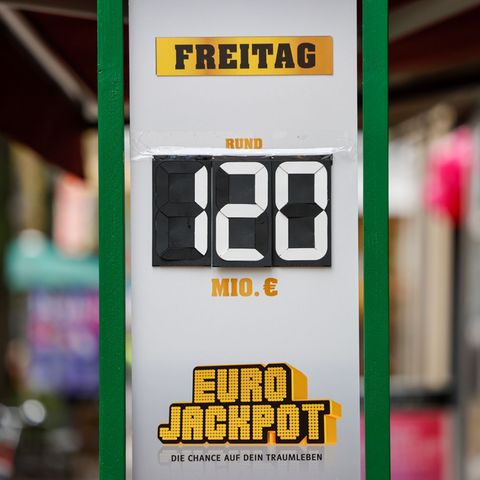 FREITAG
RUND
120
MIO. €
EURO
JACKPOT
DIE CHANCE AUF DEIN TRAUMLEBEN